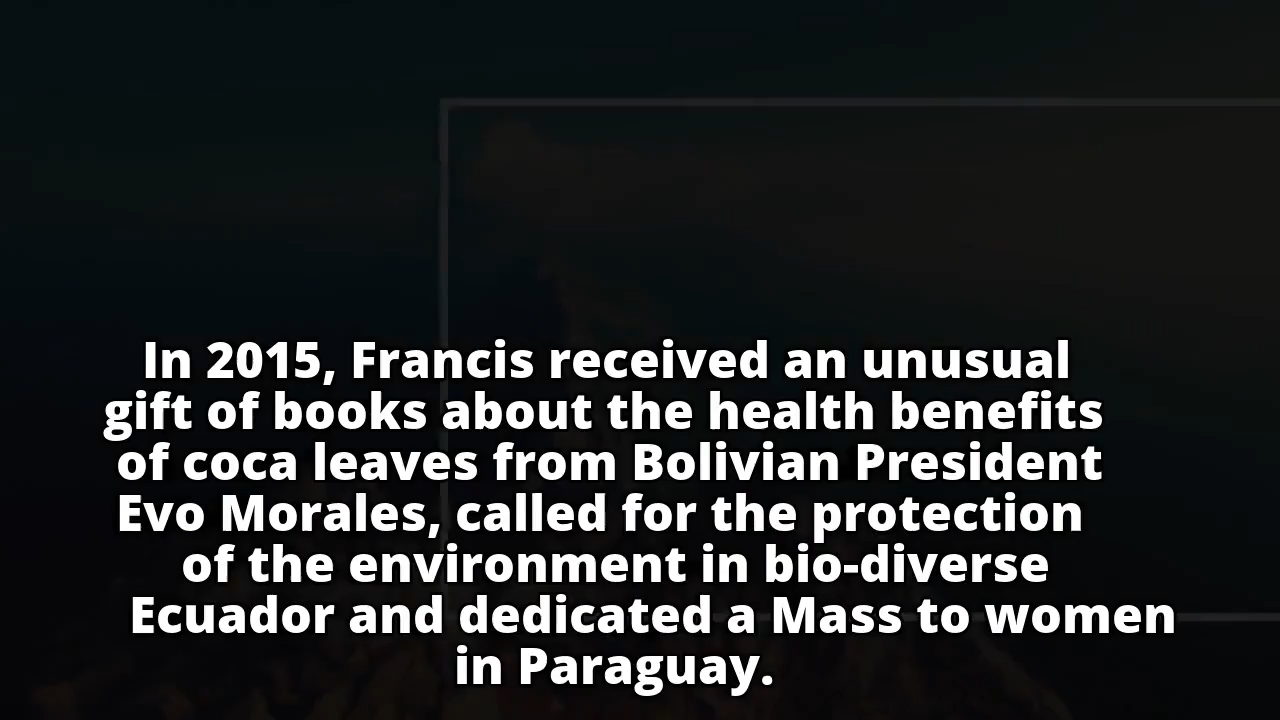 In 2015, Francis received an unusual
gift of books about the health benefits
of coca leaves from Bolivian President
Evo Morales, called for the protection
of the environment in bio-diverse
Ecuador and dedicated a Mass to women
in Paraguay.